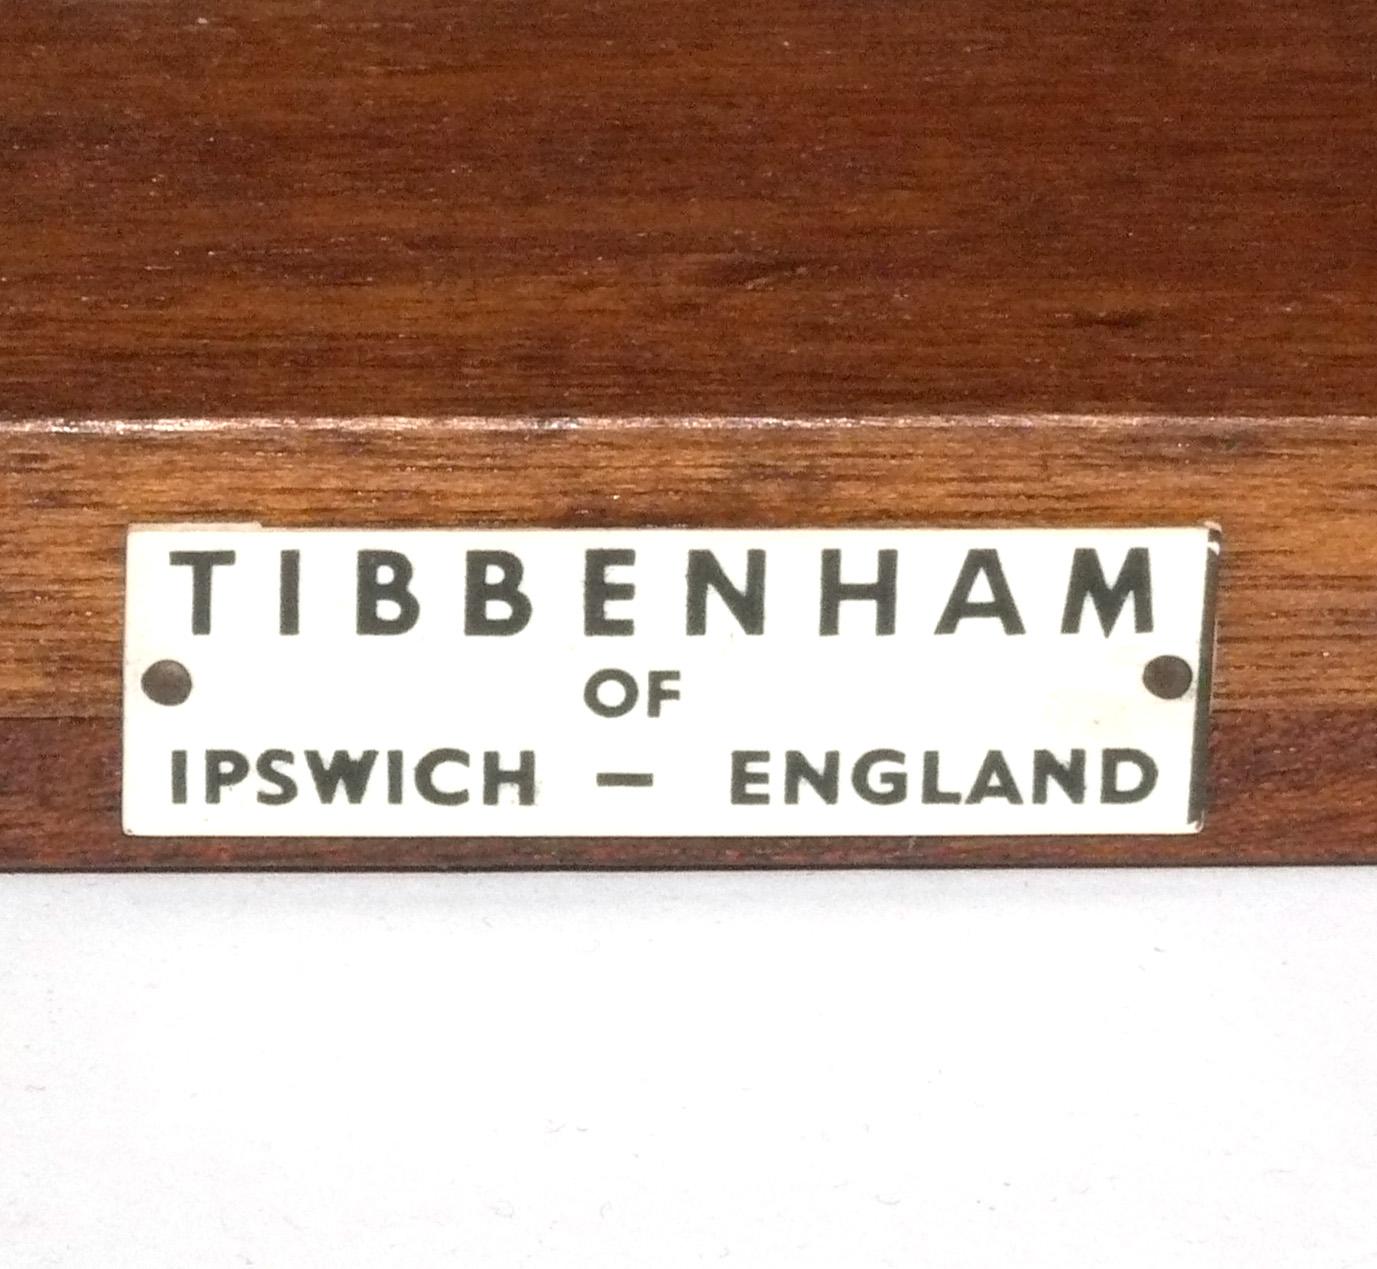 TIBBENHAM
OF
IPSWICH – ENGLAND